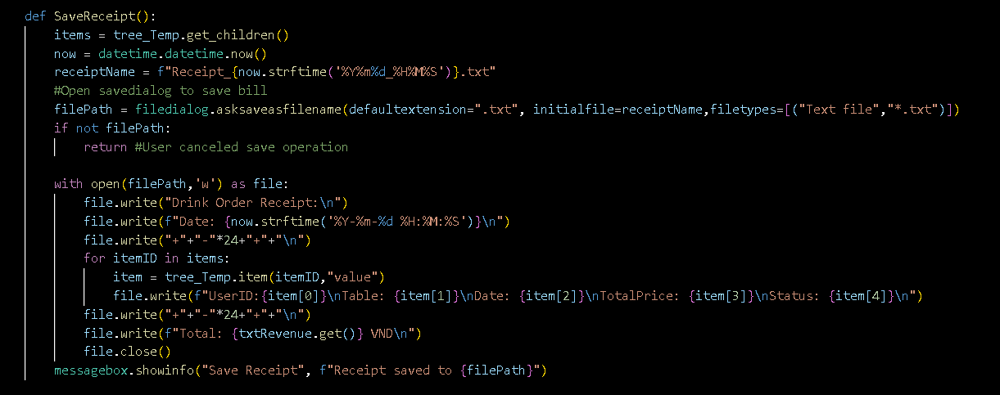 def SaveReceipt():
    items = tree_Temp.get_children()
    now = datetime.datetime.now()
    receiptName = f"Receipt_{now.strftime('%Y%m%d_%H%M%S')}.txt"
    #Open savedialog to save bill
    filePath = filedialog.asksaveasfilename(defaultextension=".txt", initialfile=receiptName,filetypes=[("Text file","*.txt")])
    if not filePath:
        return #User canceled save operation

    with open(filePath,'w') as file:
        file.write("Drink Order Receipt:\n")
        file.write(f"Date: {now.strftime('%Y-%m-%d %H:%M:%S')}\n")
        file.write("+"+"-"*24+"+"+"\n")
        for itemID in items:
            item = tree_Temp.item(itemID,"value")
            file.write(f"UserID:{item[0]}\nTable: {item[1]}\nDate: {item[2]}\nTotalPrice: {item[3]}\nStatus: {item[4]}\n")
        file.write("+"+"-"*24+"+"+"\n")
        file.write(f"Total: {txtRevenue.get()} VND\n")
        file.close()
    messagebox.showinfo("Save Receipt", f"Receipt saved to {filePath}")